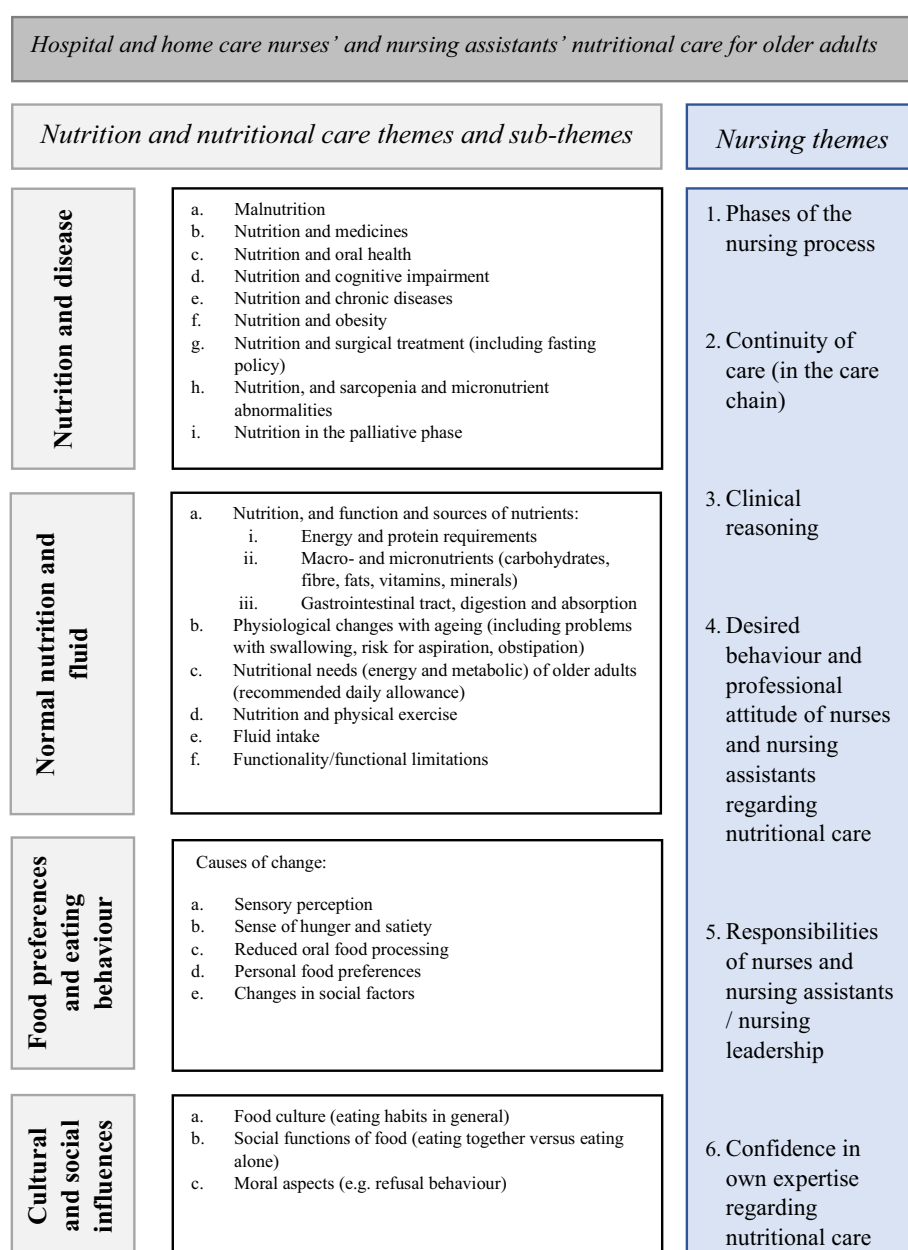 Hospital and home care nurses’ and nursing assistants’ nutritional care for older adults
Nutrition and nutritional care themes and sub-themes
Nursing themes
Nutrition and disease
a. Malnutrition
b. Nutrition and medicines
c. Nutrition and oral health
d. Nutrition and cognitive impairment
e. Nutrition and chronic diseases
f. Nutrition and obesity
g. Nutrition and surgical treatment (including fasting
policy)
h. Nutrition, and sarcopenia and micronutrient
abnormalities
i. Nutrition in the palliative phase
Normal nutrition and
fluid
a. Nutrition, and function and sources of nutrients:
i. Energy and protein requirements
ii. Macro- and micronutrients (carbohydrates,
fibre, fats, vitamins, minerals)
iii. Gastrointestinal tract, digestion and absorption
b. Physiological changes with ageing (including problems
with swallowing, risk for aspiration, obstipation)
c. Nutritional needs (energy and metabolic) of older adults
(recommended daily allowance)
d. Nutrition and physical exercise
e. Fluid intake
f. Functionality/functional limitations
Food preferences
and eating
behaviour
Causes of change:
a. Sensory perception
b. Sense of hunger and satiety
c. Reduced oral food processing
d. Personal food preferences
e. Changes in social factors
Cultural
and social
influences
a. Food culture (eating habits in general)
b. Social functions of food (eating together versus eating
alone)
c. Moral aspects (e.g. refusal behaviour)
1. Phases of the
nursing process
2. Continuity of
care (in the care
chain)
3. Clinical
reasoning
4. Desired
behaviour and
professional
attitude of nurses
and nursing
assistants
regarding
nutritional care
5. Responsibilities
of nurses and
nursing assistants
/ nursing
leadership
6. Confidence in
own expertise
regarding
nutritional care